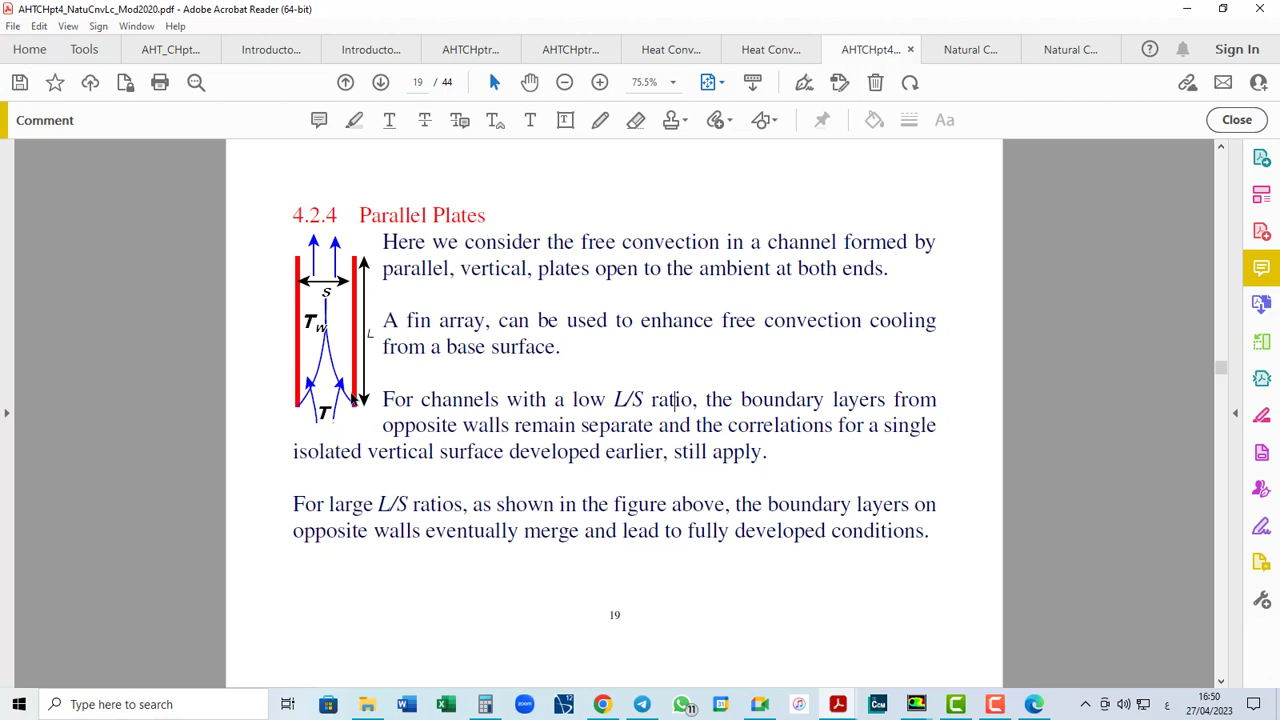 AHTCHpt4_NatuCnvLc_Mod2020.pdf - Adobe Acrobat Reader (64-bit)
File Edit View Sign Window Help
Home Tools AHT_CHpt... Introducto... Introducto... AHTCHptr... AHTCHptr... Heat Conv... Heat Conv... AHTCHpt4... × Natural C... Natural C... Sign In
19 / 44 75.5%
Comment Aa Close
4.2.4 Parallel Plates
Here we consider the free convection in a channel formed by
parallel, vertical, plates open to the ambient at both ends.
S
A fin array, can be used to enhance free convection cooling
Tw
L
from a base surface.
For channels with a low L/S ratio, the boundary layers from
T
opposite walls remain separate and the correlations for a single
isolated vertical surface developed earlier, still apply.
For large L/S ratios, as shown in the figure above, the boundary layers on
opposite walls eventually merge and lead to fully developed conditions.
19
Type here to search
11
31
Com
ع
16:50
27/04/2023